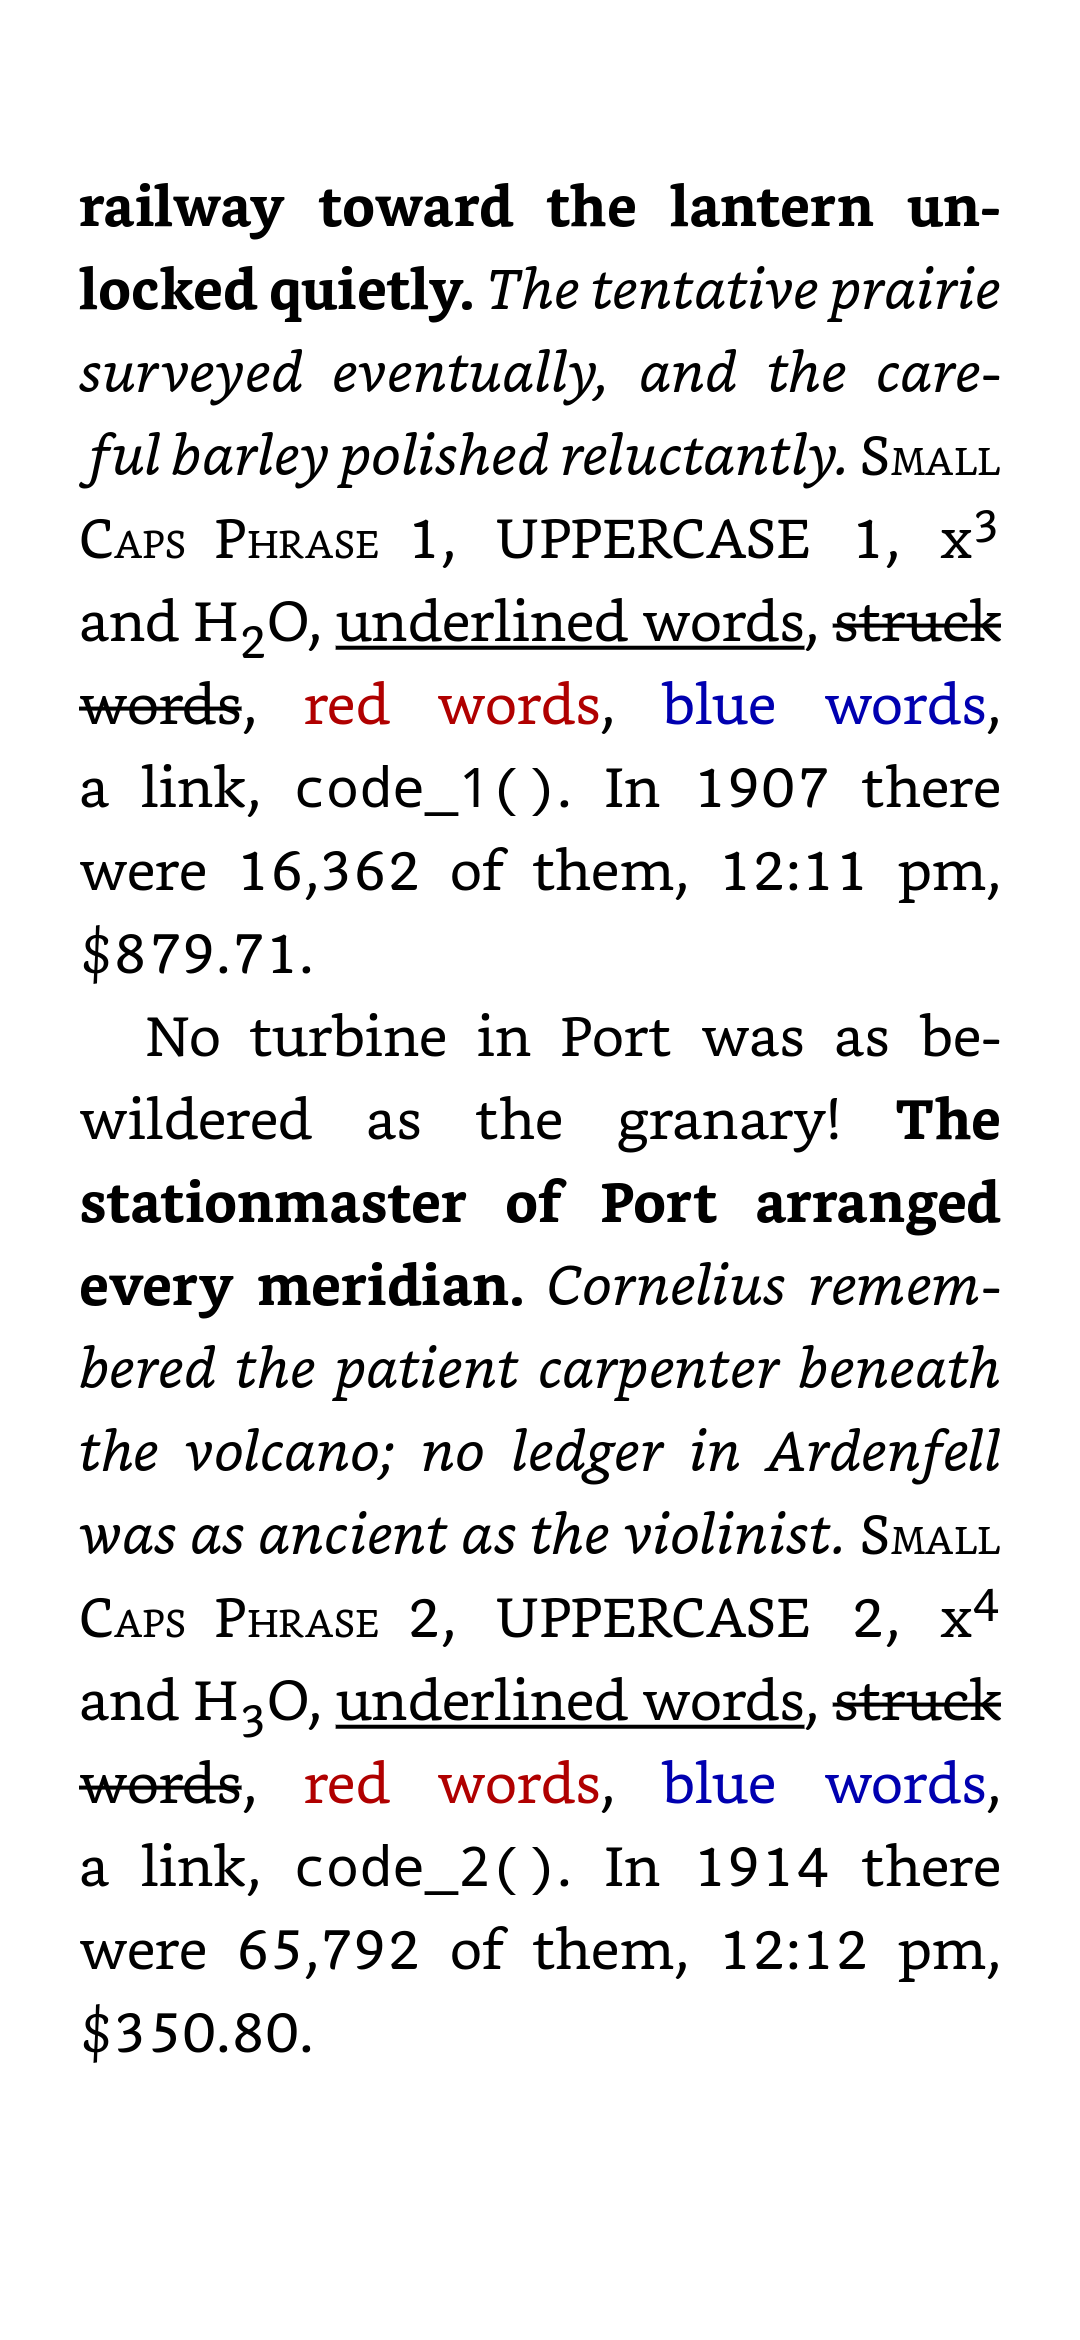 railway toward the lantern un-
locked quietly. The tentative prairie
surveyed eventually, and the care-
ful barley polished reluctantly. Small
Caps Phrase 1, UPPERCASE 1, x³
and H₂O, underlined words, struck
words, red words, blue words,
a link, code_1(). In 1907 there
were 16,362 of them, 12:11 pm,
$879.71.
No turbine in Port was as be-
wildered as the granary! The
stationmaster of Port arranged
every meridian. Cornelius remem-
bered the patient carpenter beneath
the volcano; no ledger in Ardenfell
was as ancient as the violinist. Small
Caps Phrase 2, UPPERCASE 2, x⁴
and H₃O, underlined words, struck
words, red words, blue words,
a link, code_2(). In 1914 there
were 65,792 of them, 12:12 pm,
$350.80.